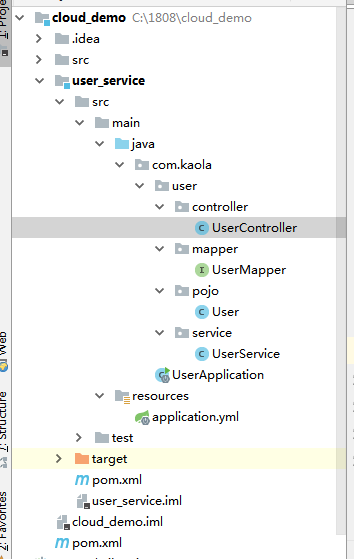 cloud_demo C:\1808\cloud_demo
.idea
src
user_service
src
main
java
com.kaola
user
controller
UserController
mapper
UserMapper
pojo
User
service
UserService
UserApplication
resources
application.yml
test
target
pom.xml
user_service.iml
cloud_demo.iml
pom.xml
Web
7: Structure
2: Favorites